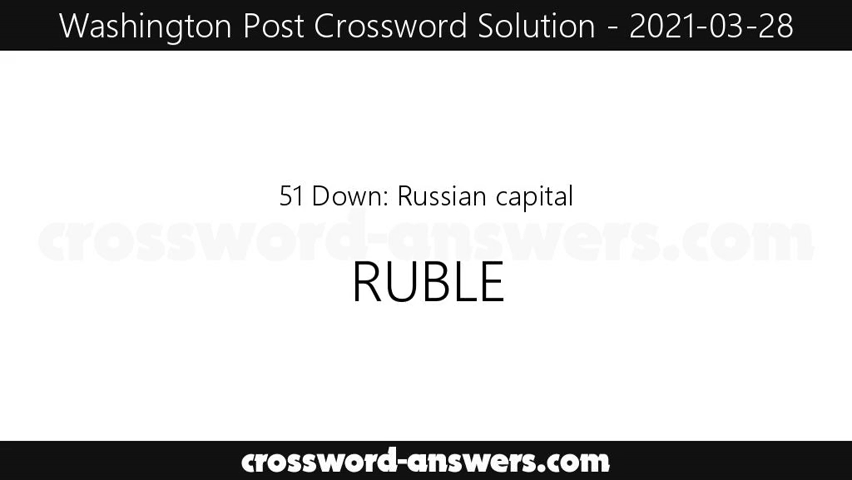 Washington Post Crossword Solution - 2021-03-28
51 Down: Russian capital
crossword-answers.com
RUBLE
crossword-answers.com